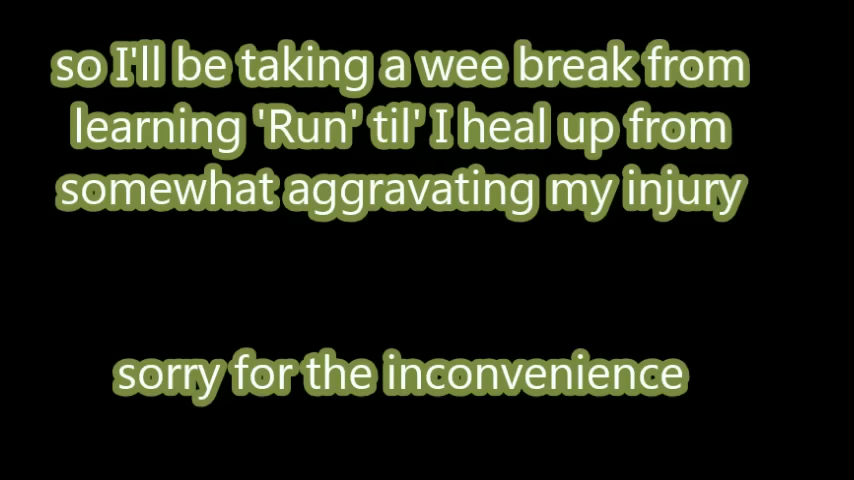 so I'll be taking a wee break from
learning 'Run' til' I heal up from
somewhat aggravating my injury
sorry for the inconvenience